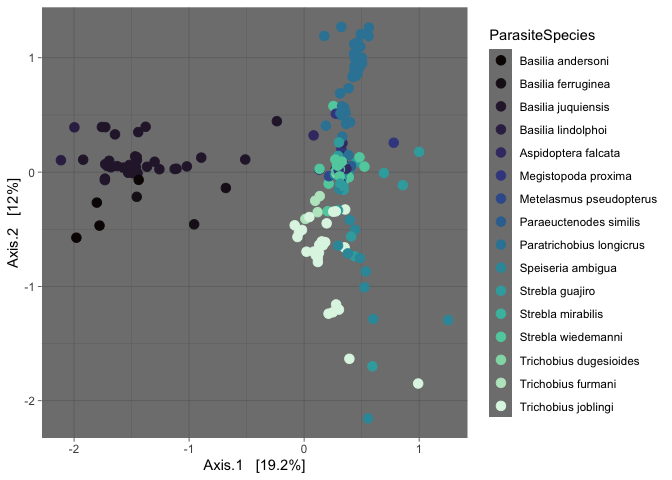 ParasiteSpecies
Basilia andersoni
Basilia ferruginea
Basilia juquiensis
Basilia lindolphoi
Aspidoptera falcata
Megistopoda proxima
Metelasmus pseudopterus
Paraeuctenodes similis
Paratrichobius longicrus
Speiseria ambigua
Strebla guajiro
Strebla mirabilis
Strebla wiedemanni
Trichobius dugesioides
Trichobius furmani
Trichobius joblingi
Axis.2 [12%]
1
0
-1
-2
-2 -1 0 1
Axis.1 [19.2%]